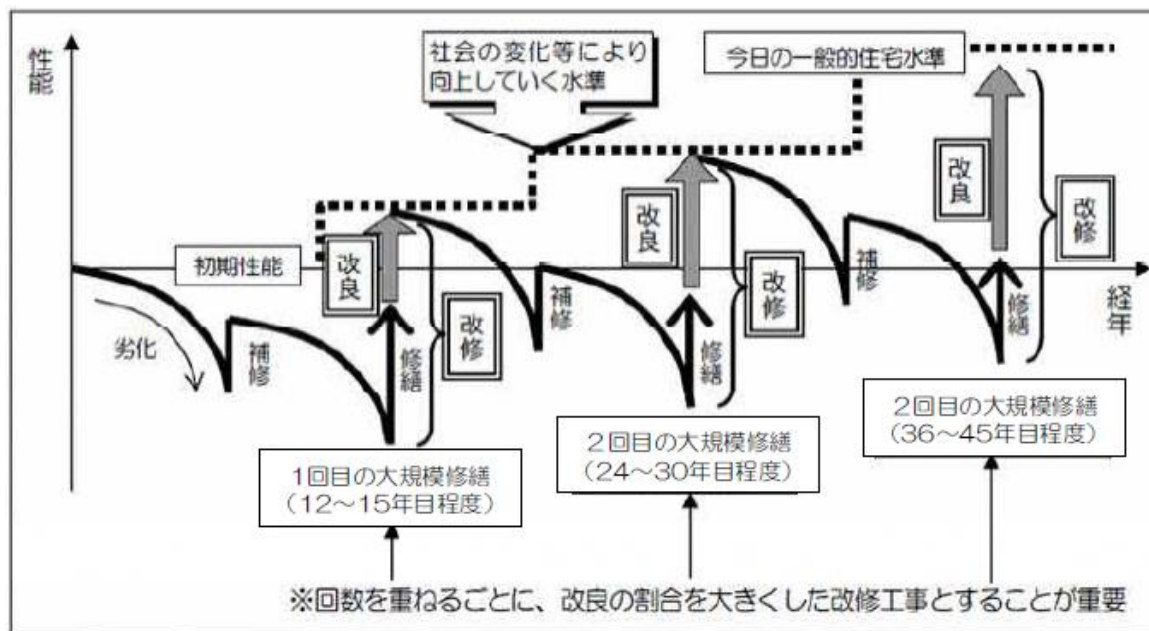 性能
社会の変化等により
向上していく水準
今日の一般的住宅水準
改良
改修
改良
改修
改良
改修
初期性能
劣化
補修
修繕
補修
修繕
補修
修繕
経年
1回目の大規模修繕
(12~15年目程度)
2回目の大規模修繕
(24~30年目程度)
2回目の大規模修繕
(36~45年目程度)
※回数を重ねるごとに、改良の割合を大きくした改修工事とすることが重要